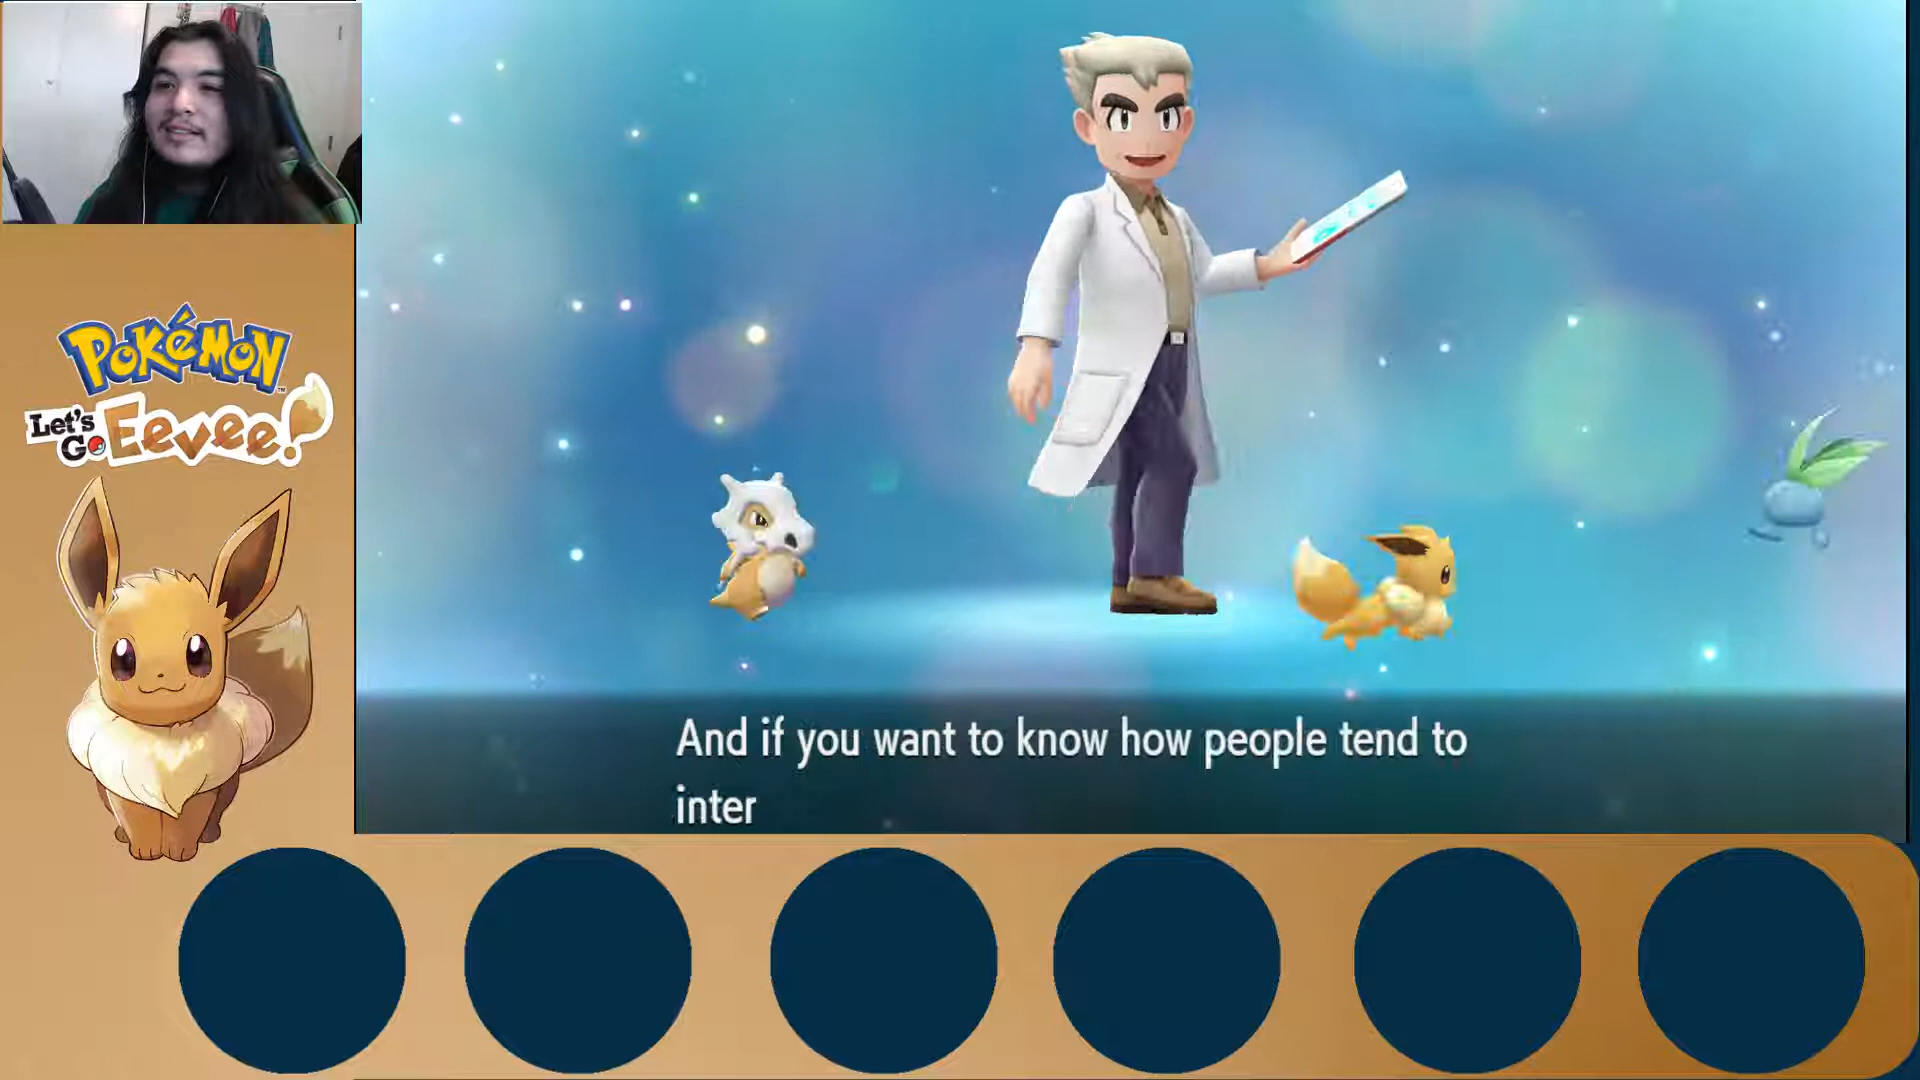 POKéMON
Let's
Go
Eevee!
And if you want to know how people tend to
inter